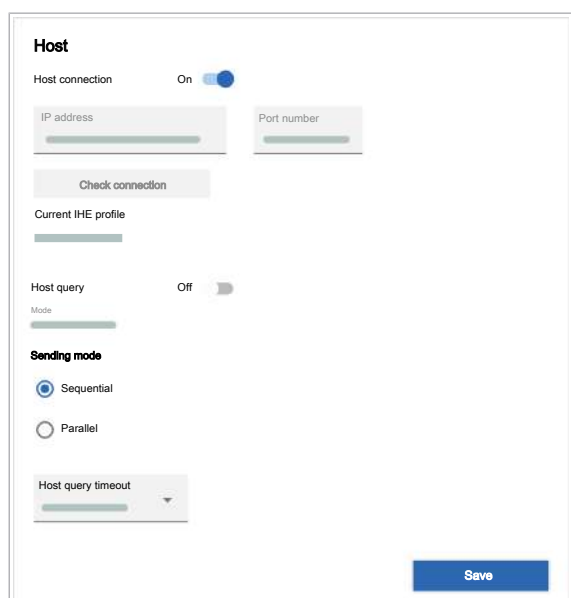 Host
Host connection On
IP address Port number
Check connection
Current IHE profile
Host query Off
Mode
Sending mode
Sequential
Parallel
Host query timeout
Save